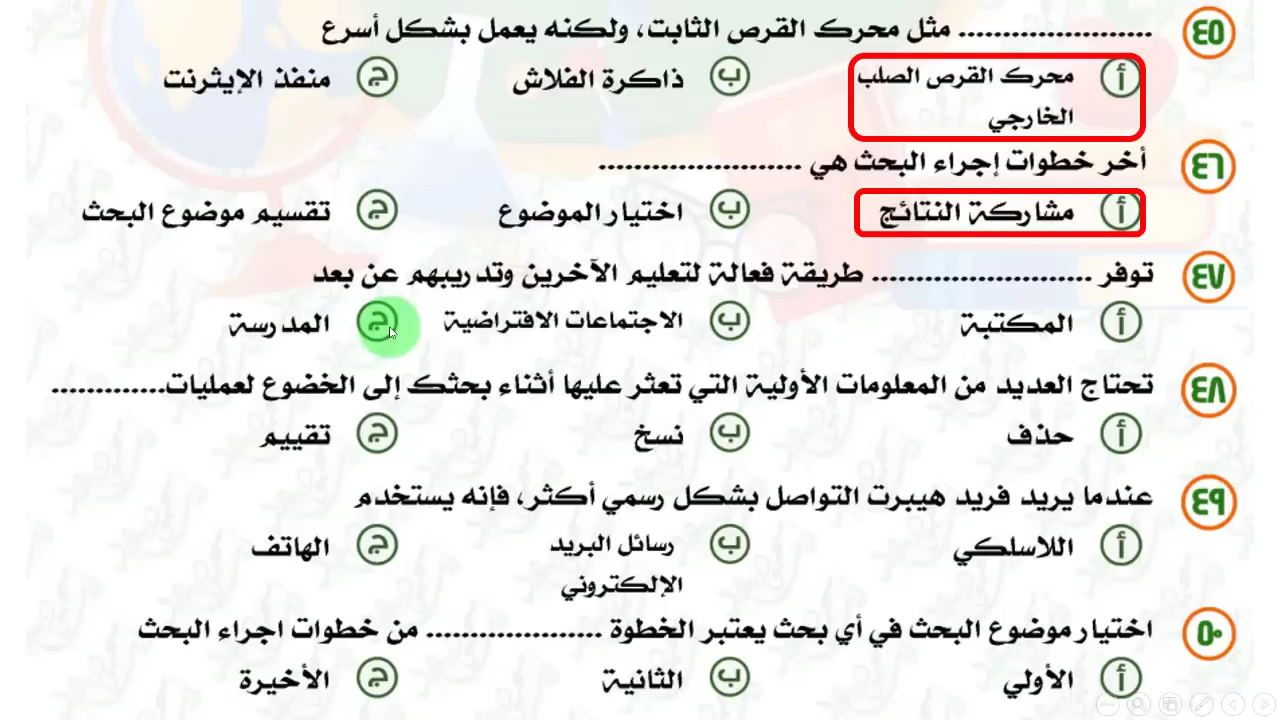 ٤٥ ...................... مثل محرك القرص الثابت، ولكنه يعمل بشكل أسرع
أ محرك القرص الصلب الخارجي ب ذاكرة الفلاش ج منفذ الإيثرنت
٤٦ أخر خطوات إجراء البحث هي .......................
أ مشاركة النتائج ب اختيار الموضوع ج تقسيم موضوع البحث
٤٧ توفر ......................... طريقة فعالة لتعليم الآخرين وتدريبهم عن بعد
أ المكتبة ب الاجتماعات الافتراضية ج المدرسة
٤٨ تحتاج العديد من المعلومات الأولية التي تعثر عليها أثناء بحثك إلى الخضوع لعمليات.............
أ حذف ب نسخ ج تقييم
٤٩ عندما يريد فريد هيبرت التواصل بشكل رسمي أكثر، فإنه يستخدم
أ اللاسلكي ب رسائل البريد الإلكتروني ج الهاتف
٥٠ اختيار موضوع البحث في أي بحث يعتبر الخطوة .................... من خطوات اجراء البحث
أ الأولي ب الثانية ج الأخيرة